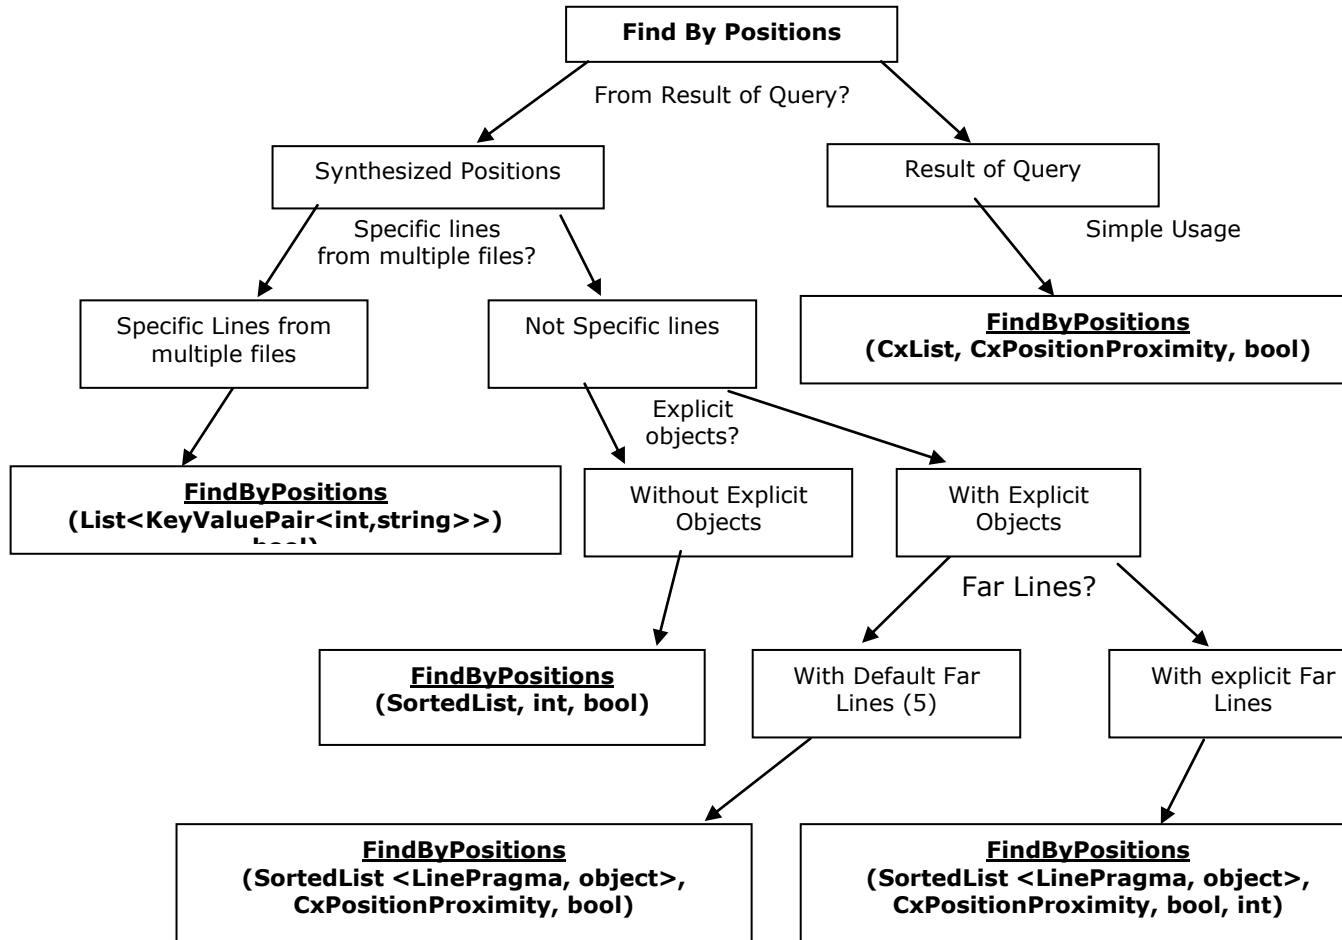 Find By Positions
From Result of Query?
Synthesized Positions
Result of Query
Specific lines
from multiple files?
Simple Usage
Specific Lines from
multiple files
Not Specific lines
FindByPositions
(CxList, CxPositionProximity, bool)
Explicit
objects?
FindByPositions
(List<KeyValuePair<int,string>>)
bool)
Without Explicit
Objects
With Explicit
Objects
Far Lines?
FindByPositions
(SortedList, int, bool)
With Default Far
Lines (5)
With explicit Far
Lines
FindByPositions
(SortedList <LinePragma, object>,
CxPositionProximity, bool)
FindByPositions
(SortedList <LinePragma, object>,
CxPositionProximity, bool, int)